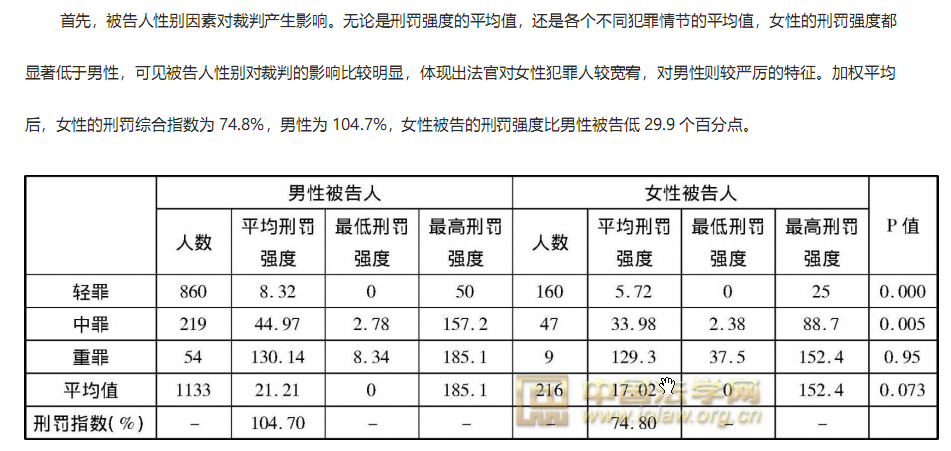 首先，被告人性别因素对裁判产生影响。无论是刑罚强度的平均值，还是各个不同犯罪情节的平均值，女性的刑罚强度都
显著低于男性，可见被告人性别对裁判的影响比较明显，体现出法官对女性犯罪人较宽宥，对男性则较严厉的特征。加权平均
后，女性的刑罚综合指数为 74.8%，男性为 104.7%，女性被告的刑罚强度比男性被告低 29.9 个百分点。
男性被告人 女性被告人 P 值
人数 平均刑罚强度 最低刑罚强度 最高刑罚强度 人数 平均刑罚强度 最低刑罚强度 最高刑罚强度
轻罪 860 8.32 0 50 160 5.72 0 25 0.000
中罪 219 44.97 2.78 157.2 47 33.98 2.38 88.7 0.005
重罪 54 130.14 8.34 185.1 9 129.3 37.5 152.4 0.95
平均值 1133 21.21 0 185.1 216 17.02 0 152.4 0.073
刑罚指数(%) - 104.70 - - - 74.80 - - -
中国法学网
www.iolaw.org.cn